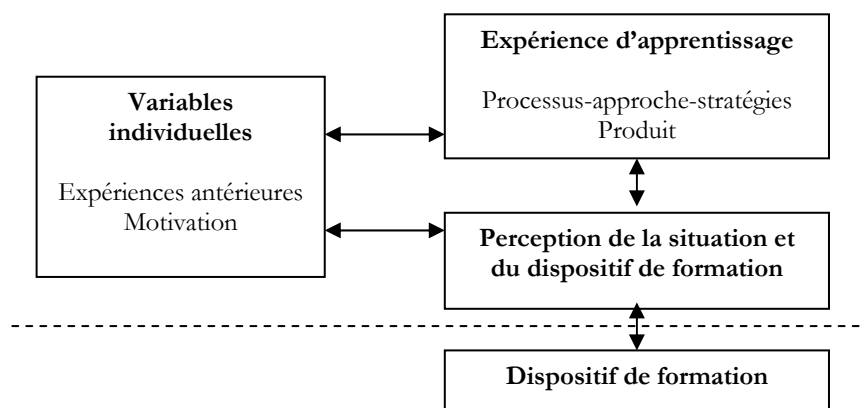 Variables
individuelles
Expériences antérieures
Motivation
Expérience d'apprentissage
Processus-approche-stratégies
Produit
Perception de la situation et
du dispositif de formation
Dispositif de formation